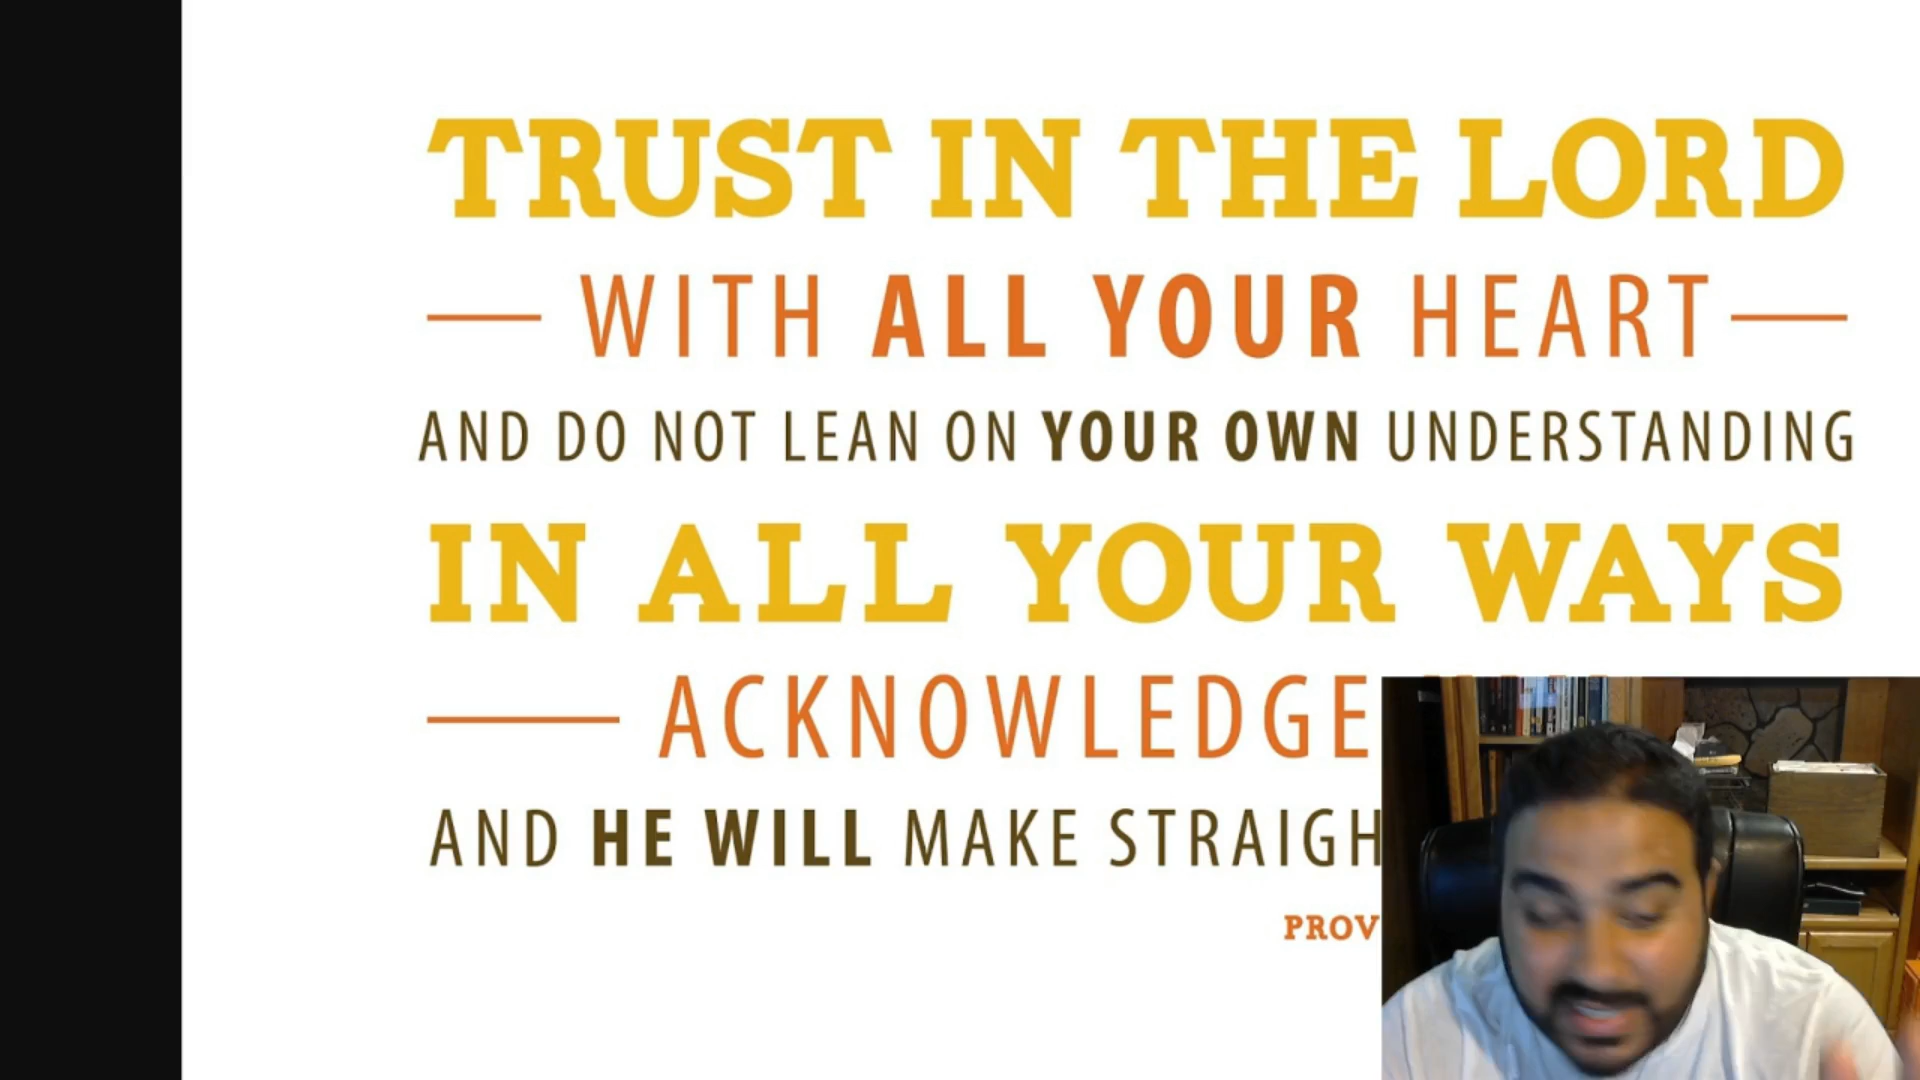 TRUST IN THE LORD
WITH ALL YOUR HEART
AND DO NOT LEAN ON YOUR OWN UNDERSTANDING
IN ALL YOUR WAYS
ACKNOWLEDGE
AND HE WILL MAKE STRAIGH
PROV